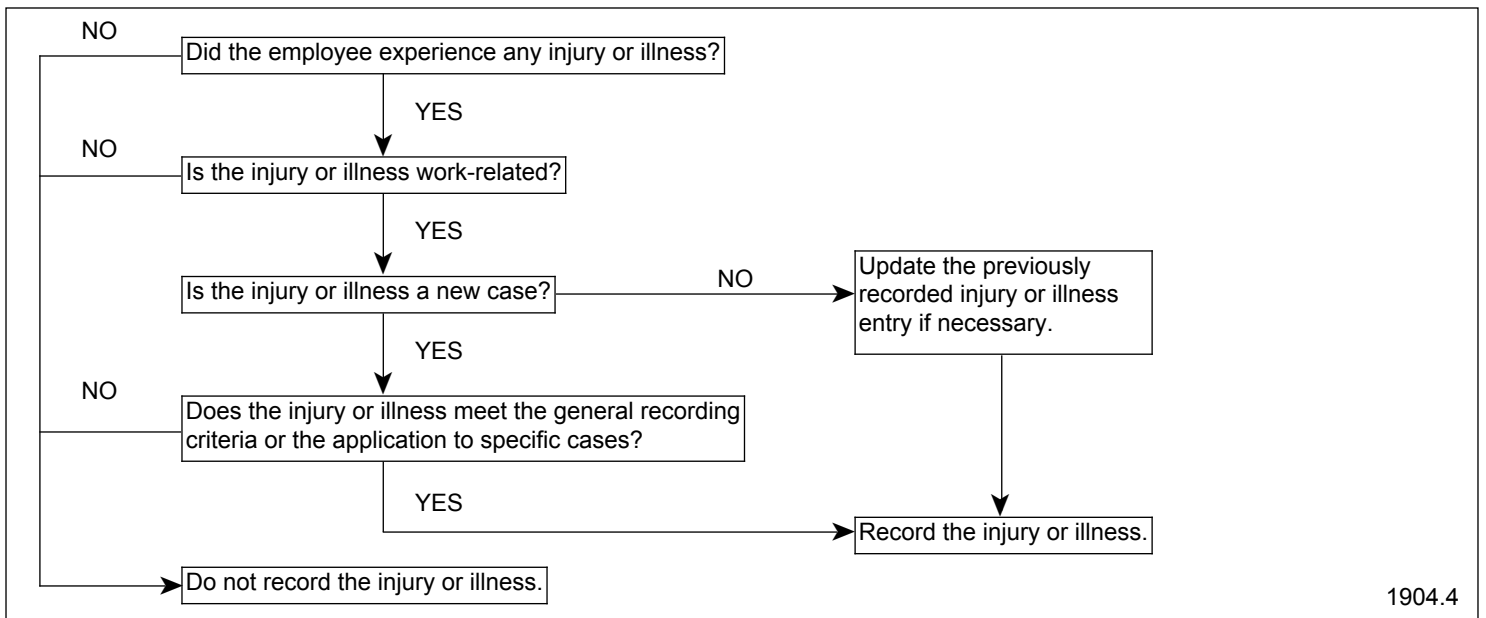 NO
Did the employee experience any injury or illness?
YES
NO
Is the injury or illness work-related?
YES
Is the injury or illness a new case?
NO
Update the previously
recorded injury or illness
entry if necessary.
YES
NO
Does the injury or illness meet the general recording
criteria or the application to specific cases?
YES
Record the injury or illness.
Do not record the injury or illness.
1904.4